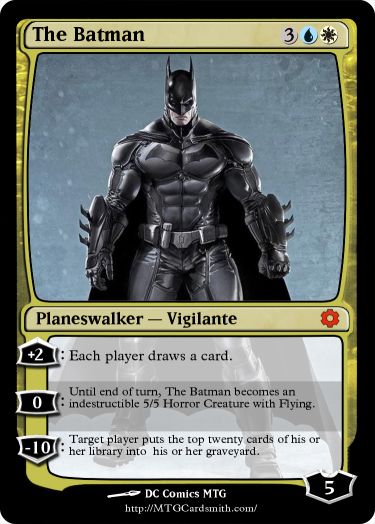 The Batman 3
Planeswalker — Vigilante
+2 : Each player draws a card.
Until end of turn, The Batman becomes an
0 : indestructible 5/5 Horror Creature with Flying.
Target player puts the top twenty cards of his or
-10 : her library into his or her graveyard.
5
DC Comics MTG
http://MTGCardsmith.com/